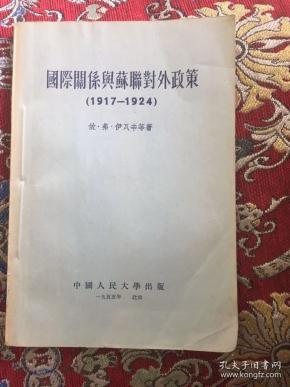 國際關係與蘇聯對外政策
(1917—1924)
弗·伊瓦辛等著
中國人民大學出版
一九五五年 北京
孔夫子旧书网